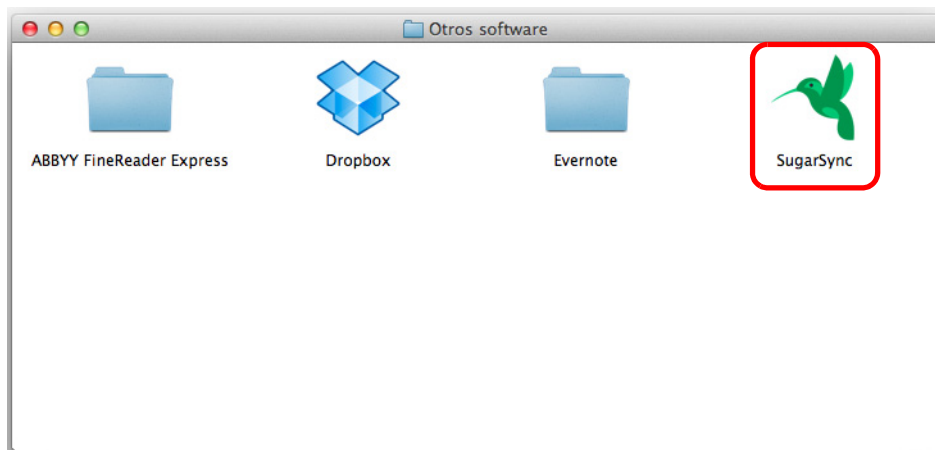 Otros software
ABBYY FineReader Express
Dropbox
Evernote
SugarSync